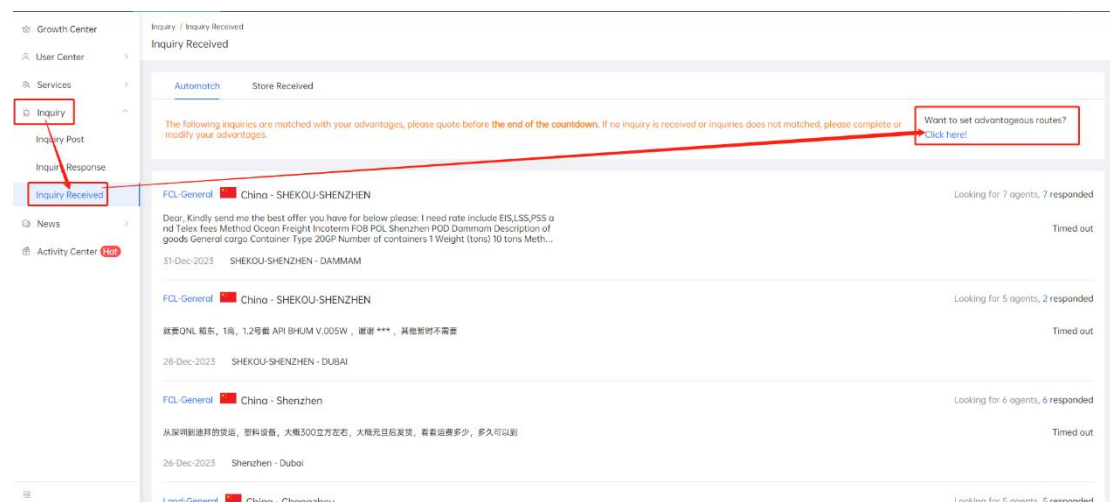 Growth Center
User Center
Services
Inquiry
Inquiry Post
Inquiry Response
Inquiry Received
News
Activity Center Hot
Inquiry / Inquiry Received
Inquiry Received
Automatch Store Received
The following inquiries are matched with your advantages, please quote before the end of the countdown. If no inquiry is received or inquiries does not matched, please complete or
modify your advantages.
Want to set advantageous routes?
Click here!
FCL-General China - SHEKOU-SHENZHEN Looking for 7 agents, 7 responded
Dear, Kindly send me the best offer you have for below please: I need rate include EIS,LSS,PSS a
nd Telex fees Method Ocean Freight Incoterm FOB POL Shenzhen POD Dammam Description of
goods General cargo Container Type 20GP Number of containers 1 Weight (tons) 10 tons Meth...
Timed out
31-Dec-2023 SHEKOU-SHENZHEN - DAMMAM
FCL-General China - SHEKOU-SHENZHEN Looking for 5 agents, 2 responded
就要QNL 箱东，1高，1.2号截 API BHUM V.005W ，谢谢 *** ，其他暂时不需要 Timed out
28-Dec-2023 SHEKOU-SHENZHEN - DUBAI
FCL-General China - Shenzhen Looking for 6 agents, 6 responded
从深圳到迪拜的货运，塑料设备，大概300立方左右，大概元旦后发货，看看运费多少，多久可以到 Timed out
26-Dec-2023 Shenzhen - Dubai
Land-General China - Changzhou Looking for 5 agents, 5 responded